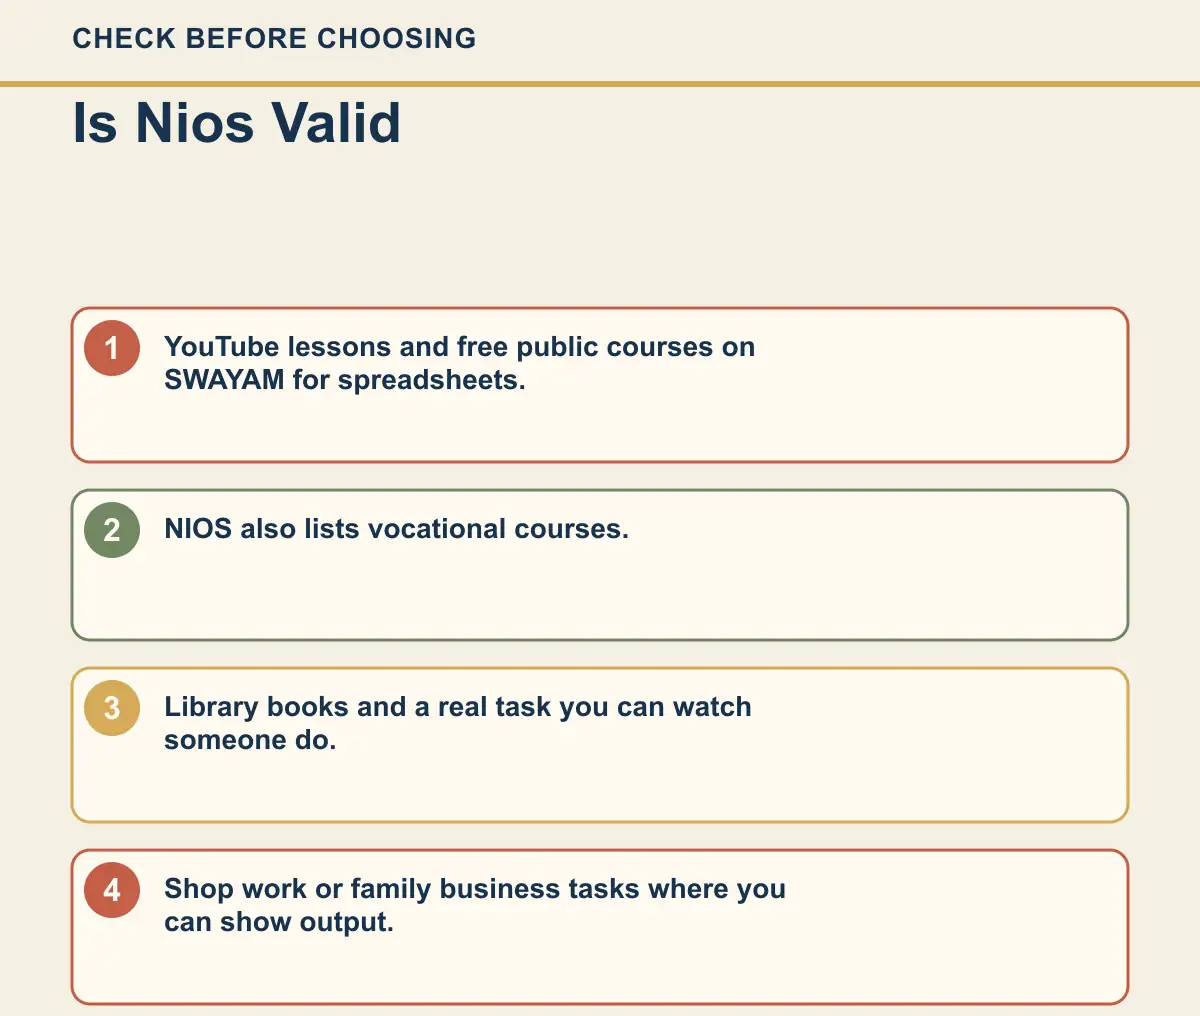 CHECK BEFORE CHOOSING
Is Nios Valid
1
YouTube lessons and free public courses on
SWAYAM for spreadsheets.
2
NIOS also lists vocational courses.
3
Library books and a real task you can watch
someone do.
4
Shop work or family business tasks where you
can show output.